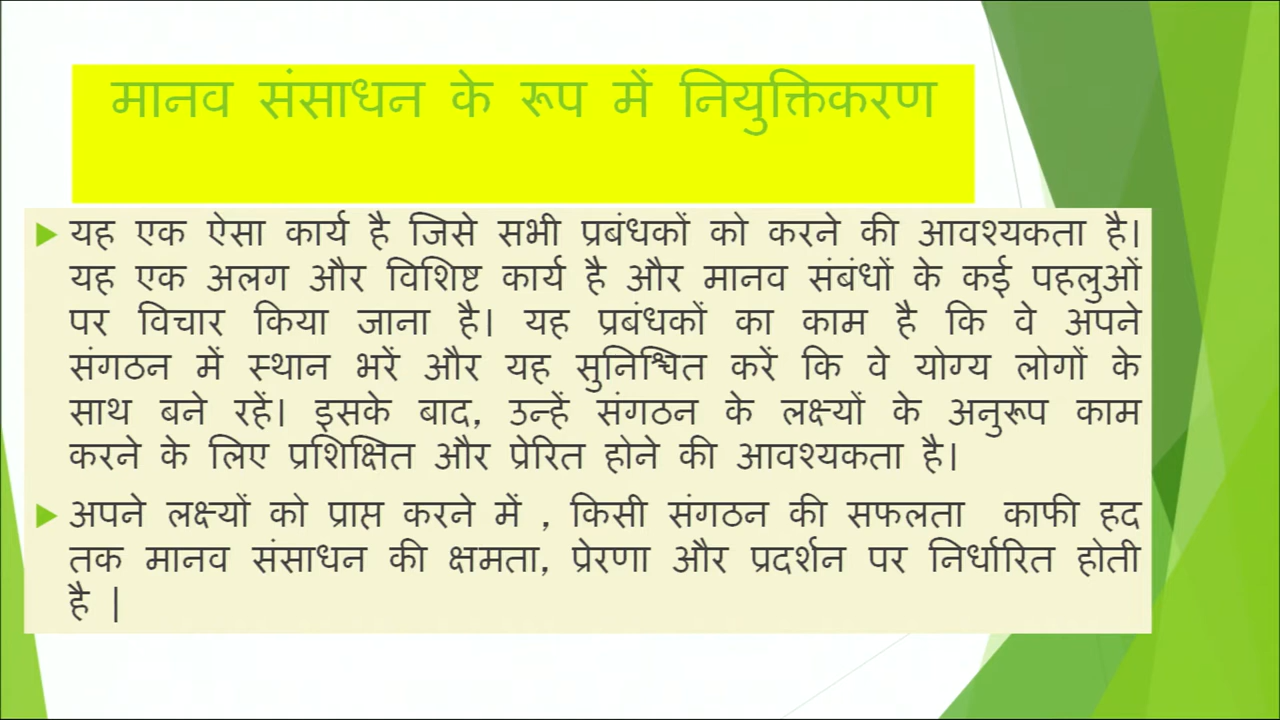 मानव संसाधन के रूप में नियुक्तिकरण
यह एक ऐसा कार्य है जिसे सभी प्रबंधकों को करने की आवश्यकता है।
यह एक अलग और विशिष्ट कार्य है और मानव संबंधों के कई पहलुओं
पर विचार किया जाना है। यह प्रबंधकों का काम है कि वे अपने
संगठन में स्थान भरें और यह सुनिश्चित करें कि वे योग्य लोगों के
साथ बने रहें। इसके बाद, उन्हें संगठन के लक्ष्यों के अनुरूप काम
करने के लिए प्रशिक्षित और प्रेरित होने की आवश्यकता है।
अपने लक्ष्यों को प्राप्त करने में , किसी संगठन की सफलता काफी हद
तक मानव संसाधन की क्षमता, प्रेरणा और प्रदर्शन पर निर्धारित होती
है |